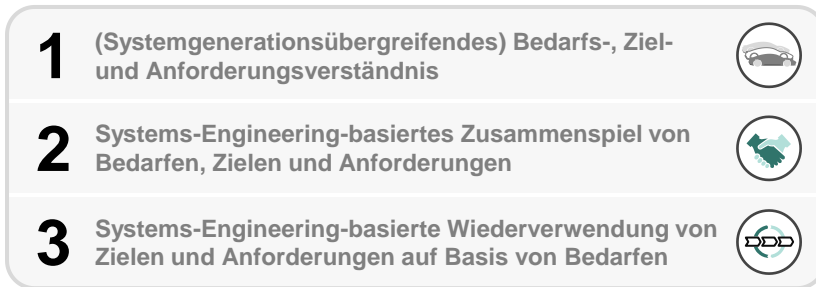 1
(Systemgenerationsübergreifendes) Bedarfs-, Ziel-
und Anforderungsverständnis
2
Systems-Engineering-basiertes Zusammenspiel von
Bedarfen, Zielen und Anforderungen
3
Systems-Engineering-basierte Wiederverwendung von
Zielen und Anforderungen auf Basis von Bedarfen